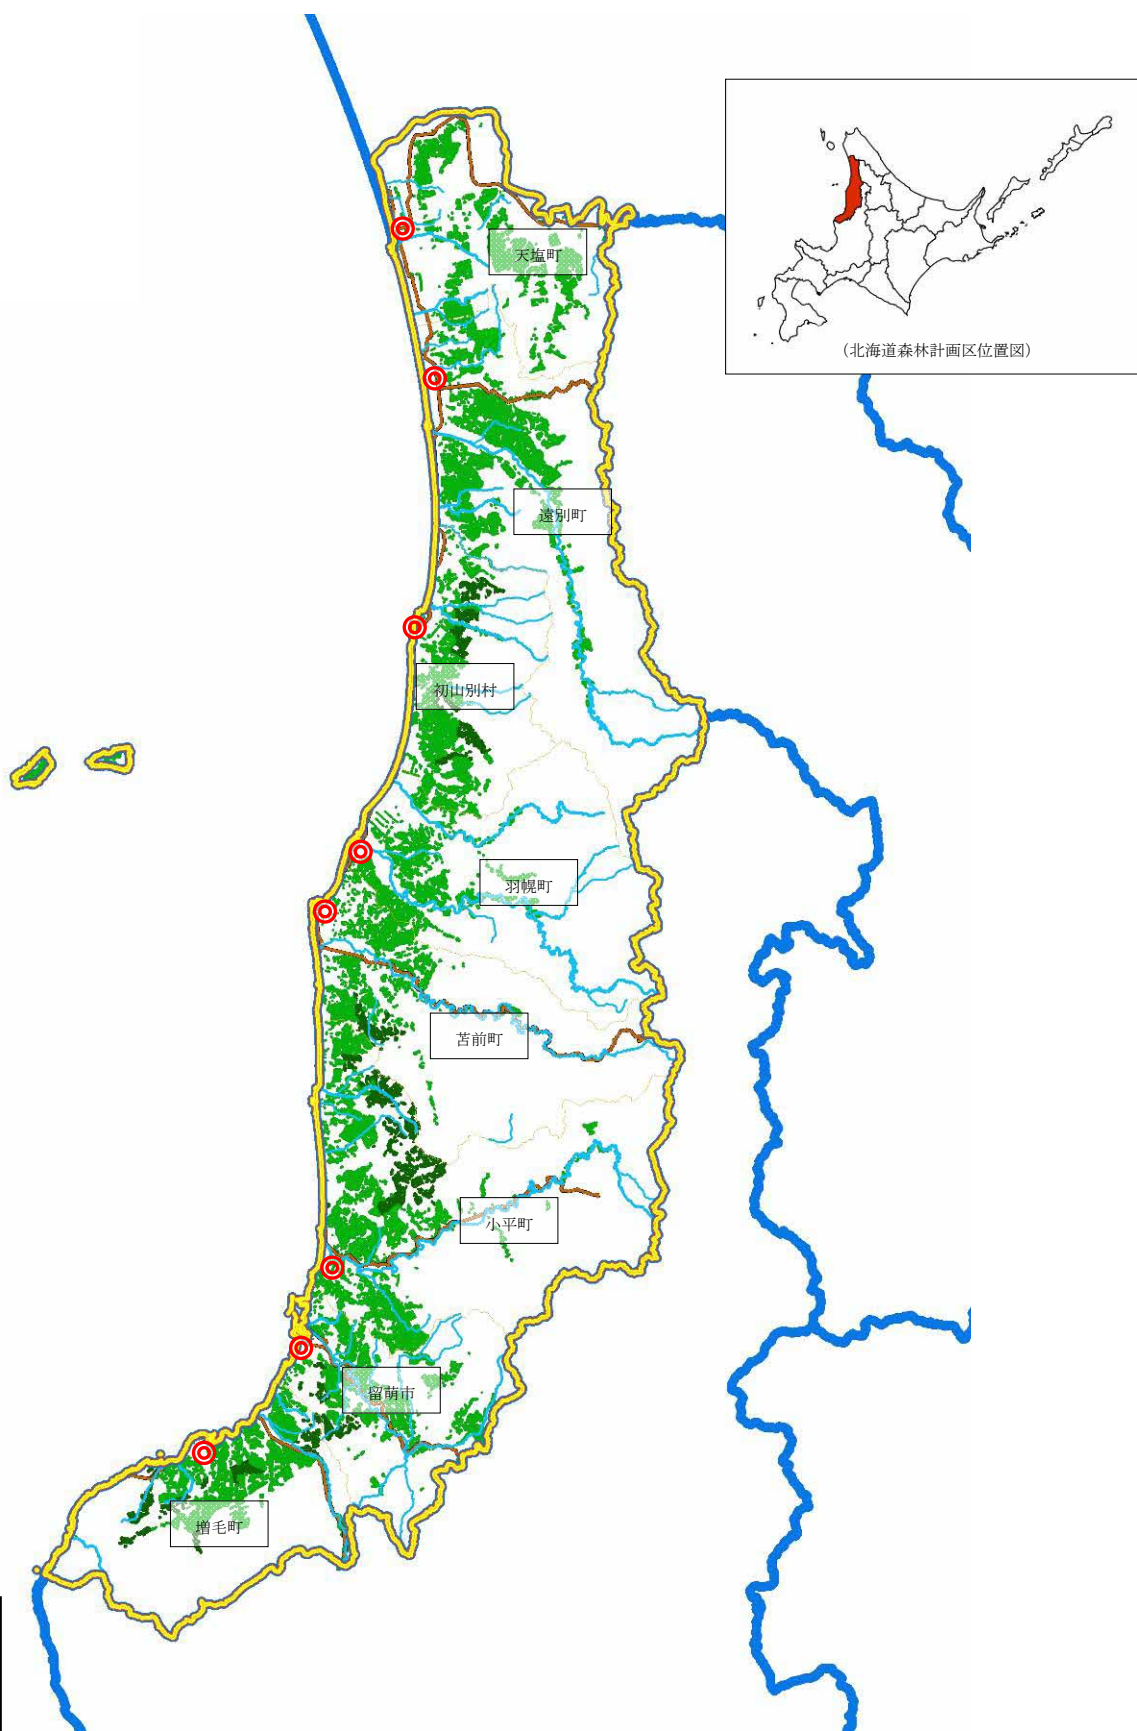 天塩町
(北海道森林計画区位置図)
遠別町
初山別村
羽幌町
苫前町
小平町
留萌市
増毛町